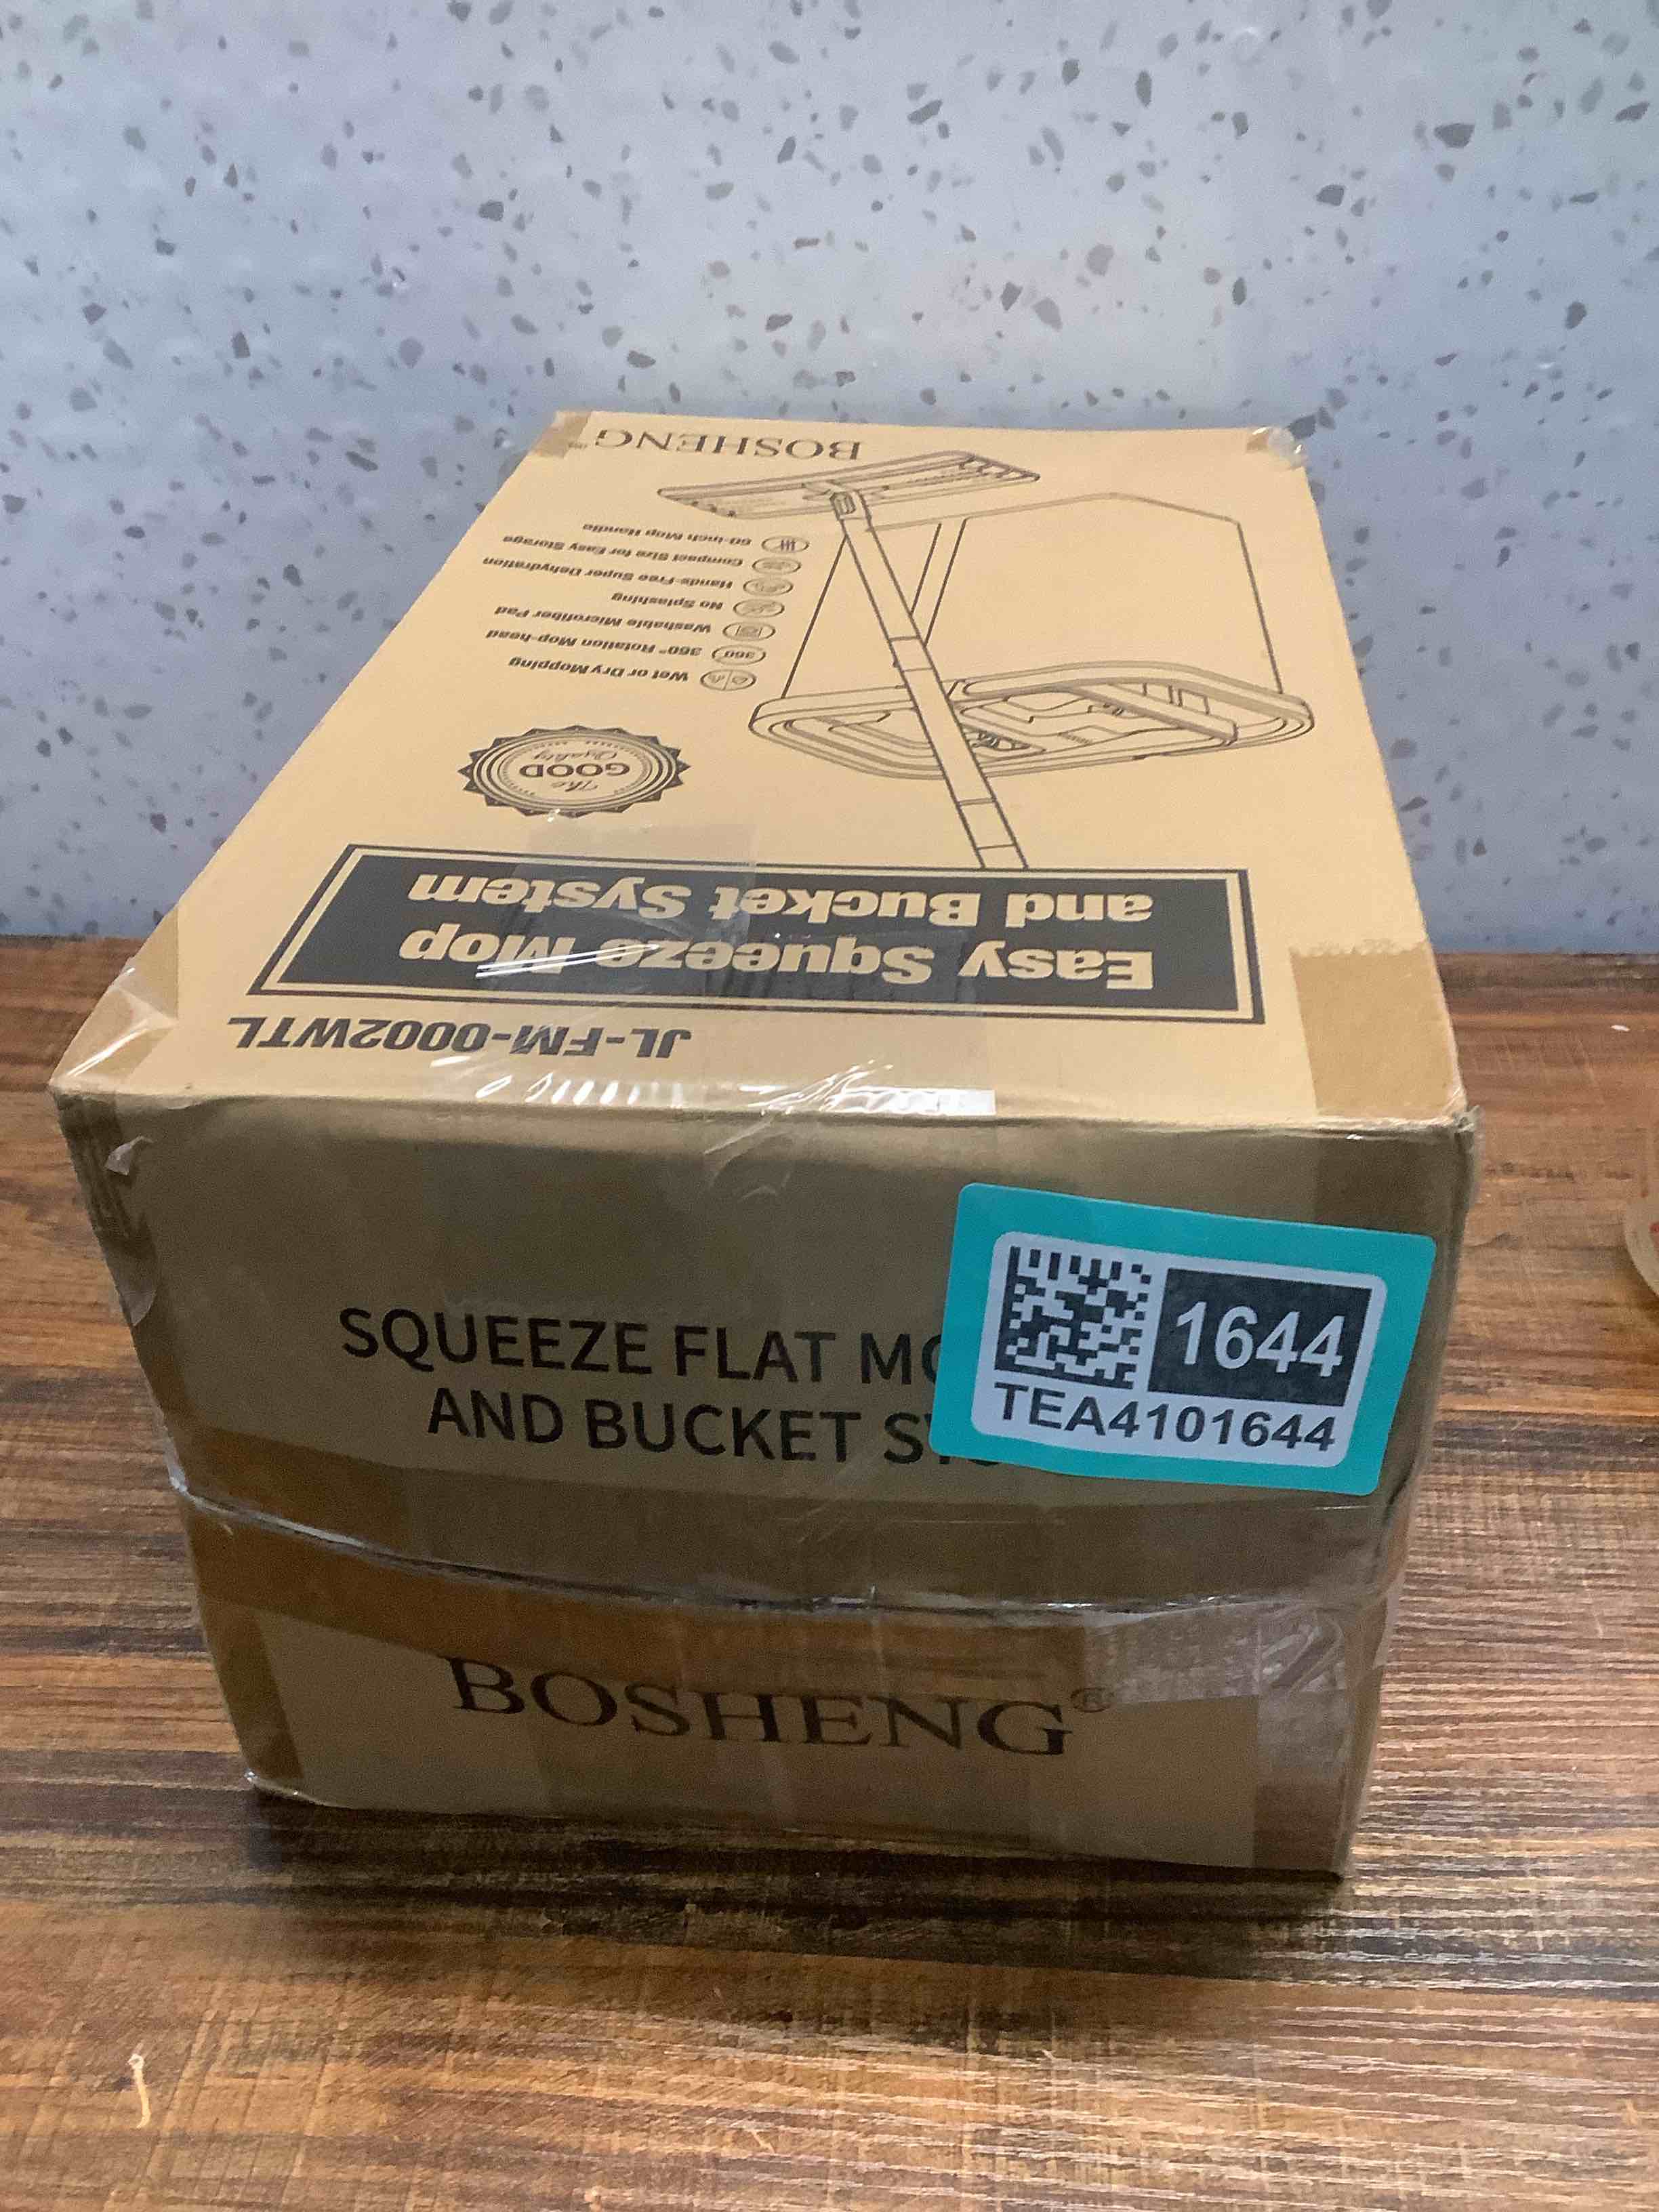 BOSHENG™
60-inch Mop Handle
Compact Size for Easy Storage
Hands-Free Super Dehydration
No Splashing
Washable Microfiber Pad
360°
360° Rotation Mop-head
Wet or Dry Mopping
The
GOOD
Quality
Easy Squeeze Mop
and Bucket System
JL-FM-0002WTL
SQUEEZE FLAT MO
AND BUCKET SY
1644
TEA4101644
BOSHENG®